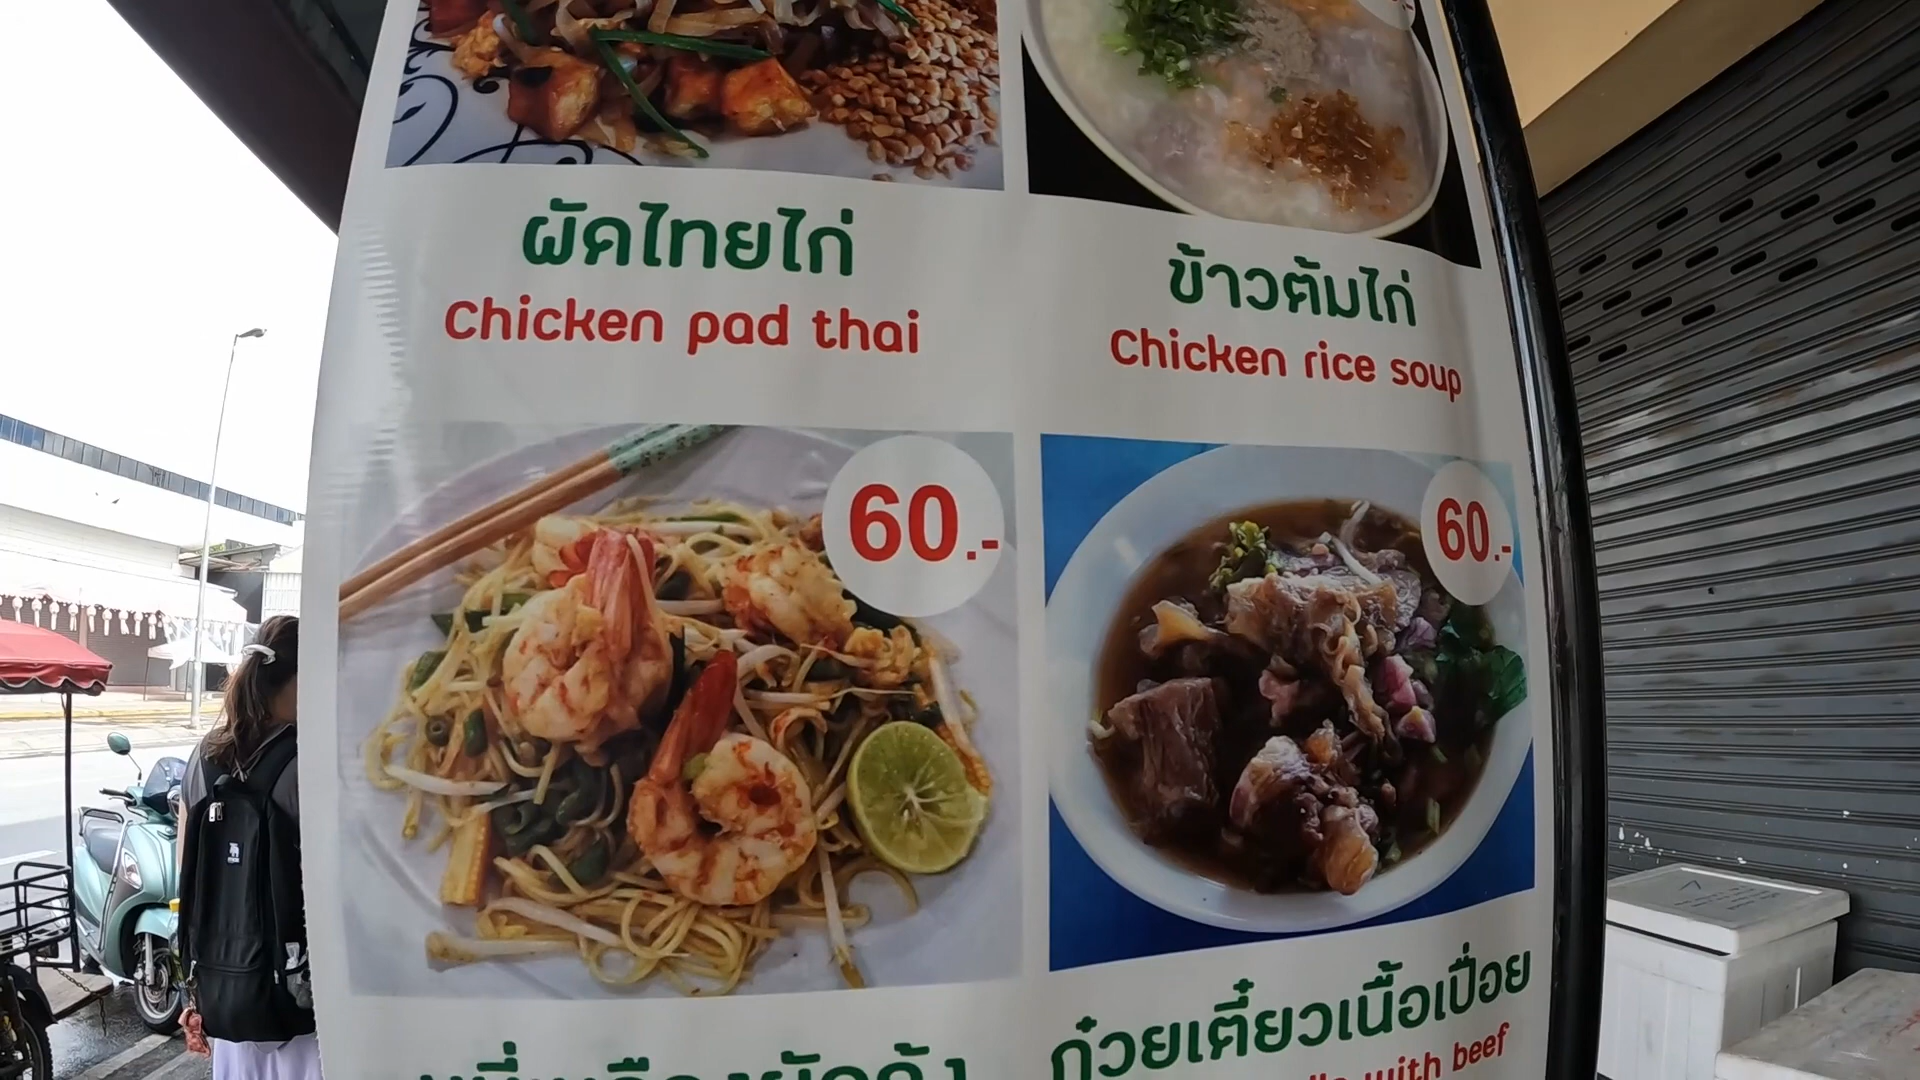 ผัดไทยไก่
Chicken pad thai
ข้าวต้มไก่
Chicken rice soup
60.-
60.-
ก๋วยเตี๋ยวเนื้อเปื่อย
with beef